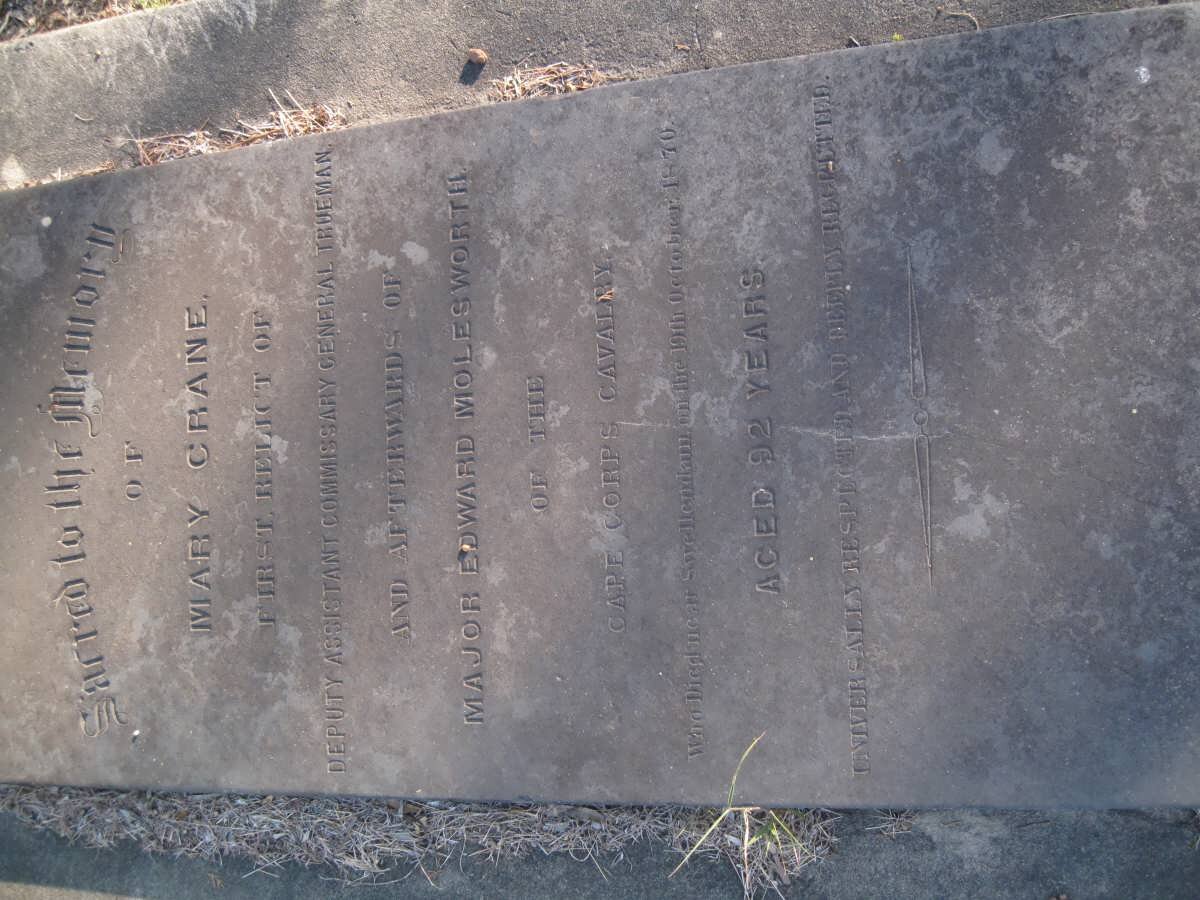 Sacred to the Memory
OF
MARY CRANE,
FIRST, RELICT OF
DEPUTY ASSISTANT COMMISSARY GENERAL TRUEMAN.
AND AFTERWARDS OF
MAJOR EDWARD MOLESWORTH.
OF THE
CAPE CORPS CAVALRY.
Who Died near Swellendam on the 19th October 1870.
AGED 92 YEARS.
UNIVERSALLY RESPECTED AND DEEPLY REGRETTED.